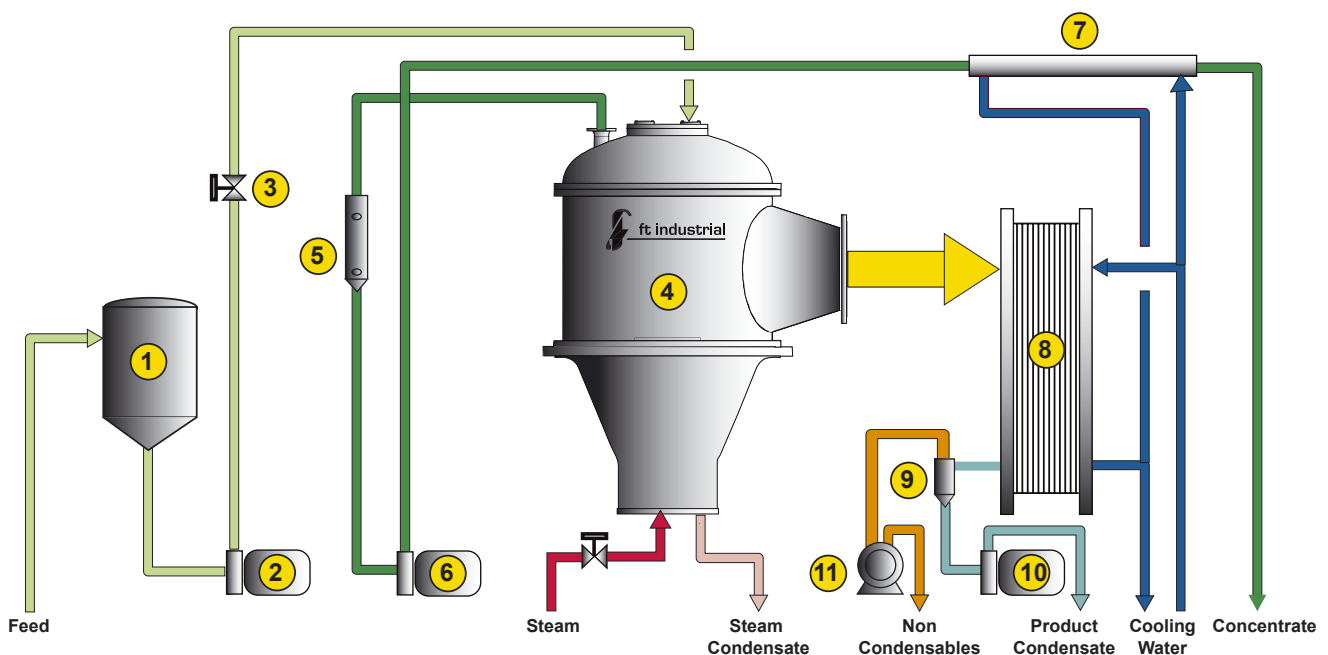 7
3
5
ft industrial
4
1
8
9
2
6
11
10
Feed
Steam
Steam
Condensate
Non
Condensables
Product
Condensate
Cooling
Water
Concentrate